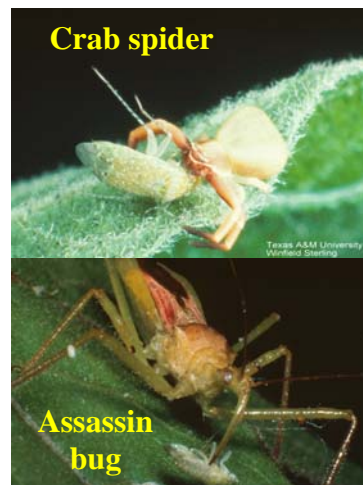 Crab spider
Texas A&M University
Winfield Sterling
Assassin
bug